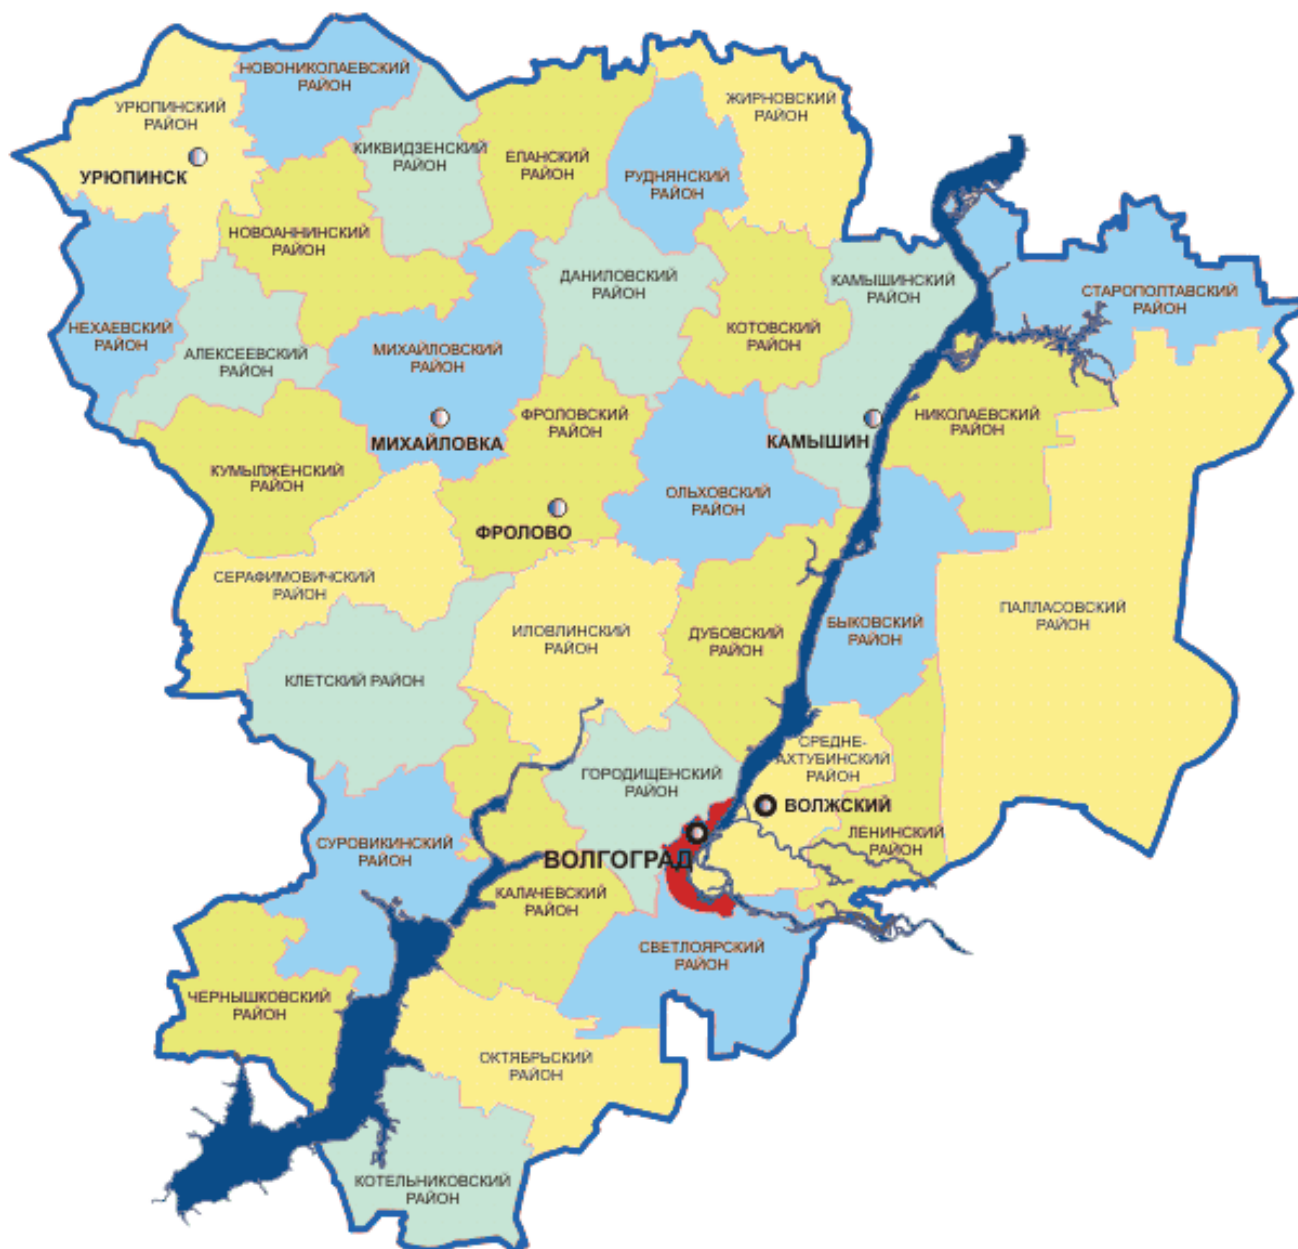 НОВОНИКОЛАЕВСКИЙ
РАЙОН
УРЮПИНСКИЙ
РАЙОН
УРЮПИНСК
КИКВИДЗЕНСКИЙ
РАЙОН
ЕЛАНСКИЙ
РАЙОН
РУДНЯНСКИЙ
РАЙОН
ЖИРНОВСКИЙ
РАЙОН
НОВОАННИНСКИЙ
РАЙОН
ДАНИЛОВСКИЙ
РАЙОН
КАМЫШИНСКИЙ
РАЙОН
СТАРОПОЛТАВСКИЙ
РАЙОН
НЕХАЕВСКИЙ
РАЙОН
АЛЕКСЕЕВСКИЙ
РАЙОН
МИХАЙЛОВСКИЙ
РАЙОН
КОТОВСКИЙ
РАЙОН
МИХАЙЛОВКА
ФРОЛОВСКИЙ
РАЙОН
КАМЫШИН
НИКОЛАЕВСКИЙ
РАЙОН
КУМЫЛЖЕНСКИЙ
РАЙОН
ОЛЬХОВСКИЙ
РАЙОН
ФРОЛОВО
СЕРАФИМОВИЧСКИЙ
РАЙОН
ИЛОВЛИНСКИЙ
РАЙОН
ДУБОВСКИЙ
РАЙОН
БЫКОВСКИЙ
РАЙОН
ПАЛЛАСОВСКИЙ
РАЙОН
КЛЕТСКИЙ РАЙОН
СРЕДНЕ-
АХТУБИНСКИЙ
РАЙОН
ГОРОДИЩЕНСКИЙ
РАЙОН
ВОЛЖСКИЙ
СУРОВИКИНСКИЙ
РАЙОН
ВОЛГОГРАД
ЛЕНИНСКИЙ
РАЙОН
КАЛАЧЕВСКИЙ
РАЙОН
СВЕТЛОЯРСКИЙ
РАЙОН
ЧЕРНЫШКОВСКИЙ
РАЙОН
ОКТЯБРЬСКИЙ
РАЙОН
КОТЕЛЬНИКОВСКИЙ
РАЙОН